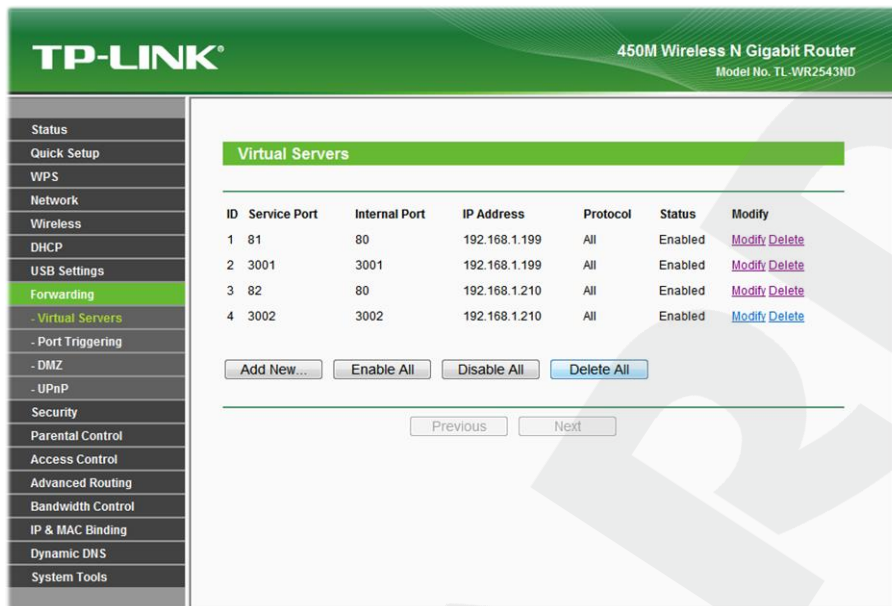 TP-LINK®
450M Wireless N Gigabit Router
Model No. TL-WR2543ND
Status
Quick Setup
WPS
Network
Wireless
DHCP
USB Settings
Forwarding
- Virtual Servers
- Port Triggering
- DMZ
- UPnP
Security
Parental Control
Access Control
Advanced Routing
Bandwidth Control
IP & MAC Binding
Dynamic DNS
System Tools
Virtual Servers
ID Service Port Internal Port IP Address Protocol Status Modify
1 81 80 192.168.1.199 All Enabled Modify Delete
2 3001 3001 192.168.1.199 All Enabled Modify Delete
3 82 80 192.168.1.210 All Enabled Modify Delete
4 3002 3002 192.168.1.210 All Enabled Modify Delete
Add New... Enable All Disable All Delete All
Previous Next